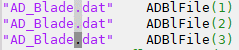 "AD_Blade.dat" ADBlFile(1)
"AD_Blade.dat" ADBlFile(2)
"AD_Blade.dat" ADBlFile(3)